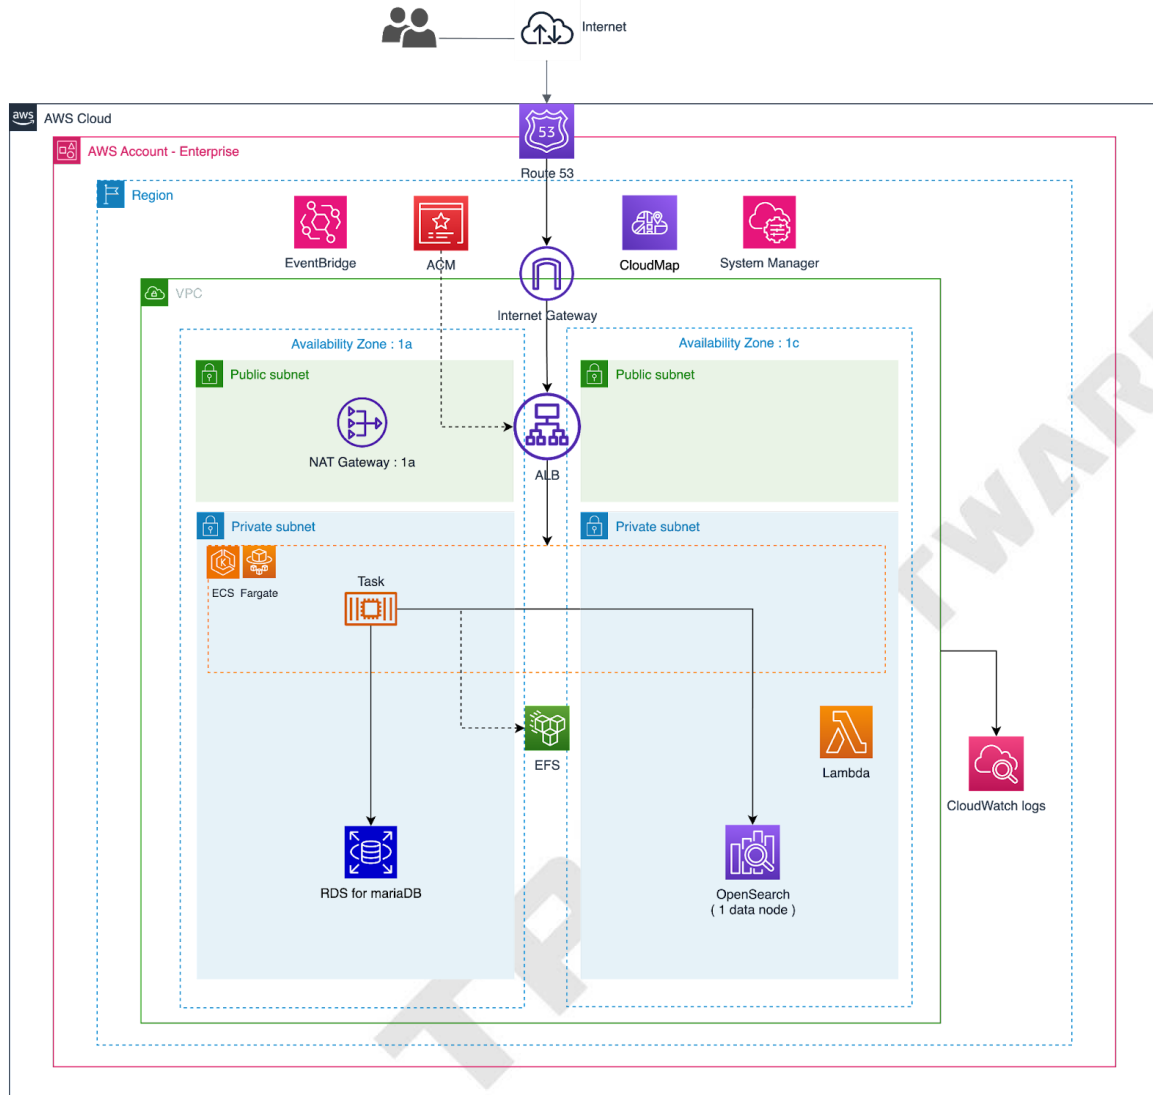 Internet
aws
AWS Cloud
53
AWS Account - Enterprise
Route 53
Region
EventBridge
ACM
CloudMap
System Manager
VPC
Internet Gateway
Availability Zone : 1a
Availability Zone : 1c
Public subnet
Public subnet
NAT Gateway : 1a
ALB
Private subnet
Private subnet
K
ECS Fargate
Task
EFS
Lambda
CloudWatch logs
RDS for mariaDB
OpenSearch
( 1 data node )